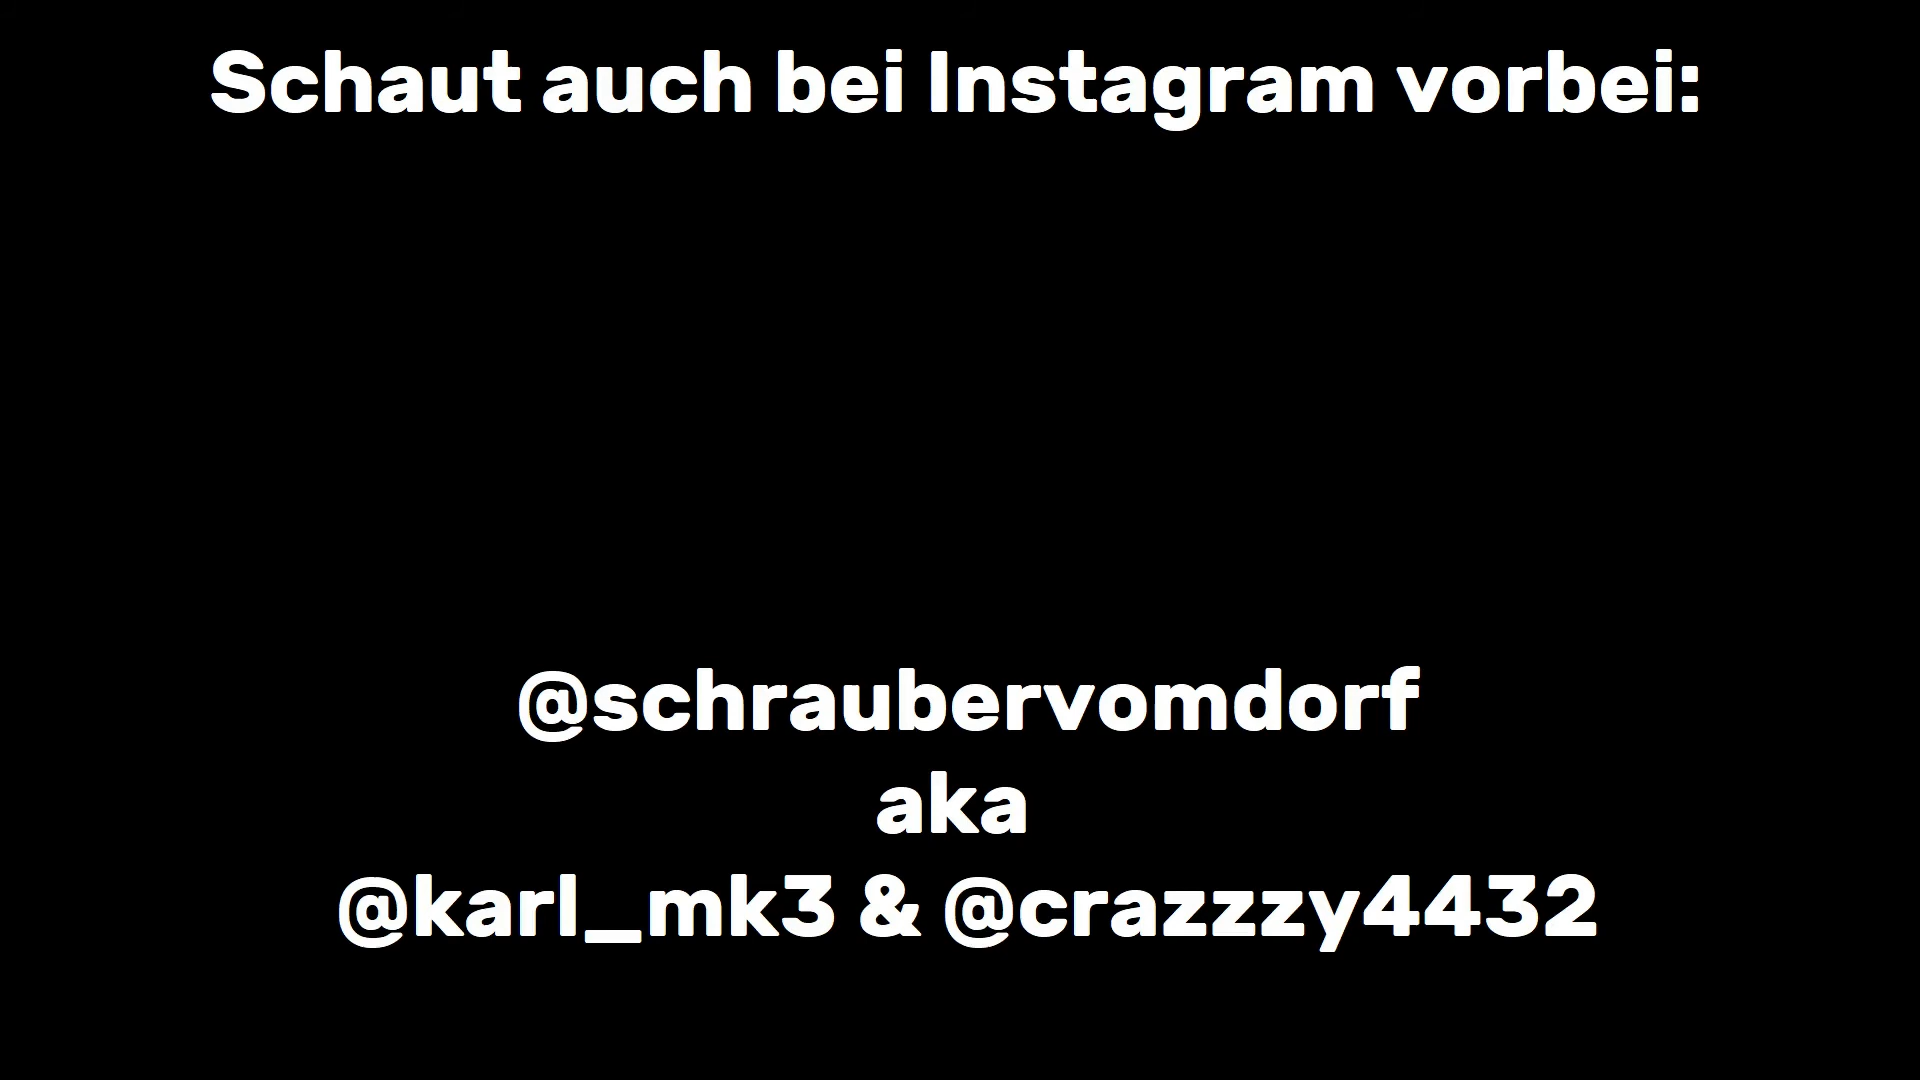 Schaut auch bei Instagram vorbei:
@schraubervomdorf
aka
@karl_mk3 & @crazzzy4432